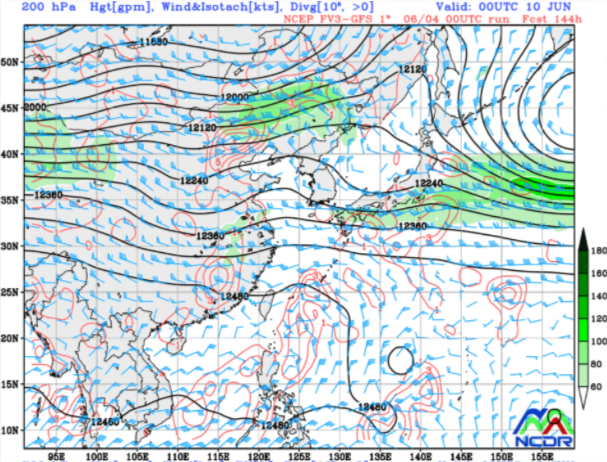 200 hPa Hgt[gpm], Wind&Isotach[kts], Divg[10⁵, >0] Valid: 00UTC 10 JUN
NCEP FV3-GFS 1° 06/04 00UTC run Fcst 144h
11880
50N
12120
12000
45N
2000
12120
40N
12240
12240
35N
12360
12360
12360
30N
180
160
25N
12480
140
120
20N
100
80
15N
60
12480
12480
12480
10N
NCDR
95E 100E 105E 110E 115E 120E 125E 130E 135E 140E 145E 150E 155E